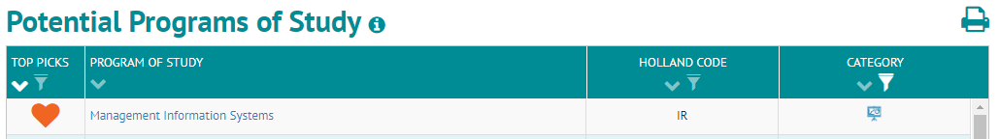 Potential Programs of Study
TOP PICKS PROGRAM OF STUDY HOLLAND CODE CATEGORY
Management Information Systems IR